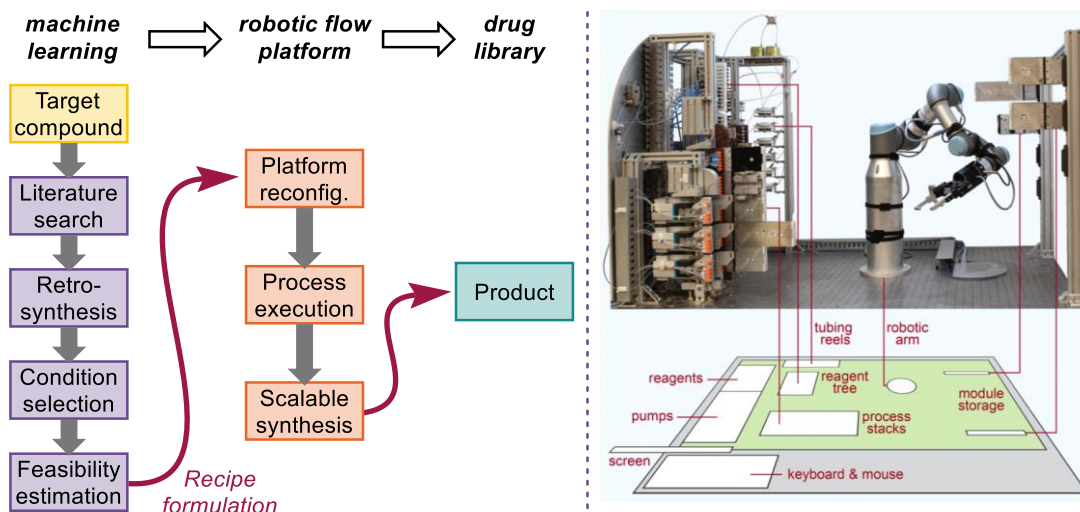 machine
learning
robotic flow
platform
drug
library
Target
compound
Literature
search
Retro-
synthesis
Condition
selection
Feasibility
estimation
Recipe
formulation
Platform
reconfig.
Process
execution
Scalable
synthesis
Product
tubing
reels
robotic
arm
reagents
reagent
tree
pumps
process
stacks
module
storage
screen
keyboard & mouse